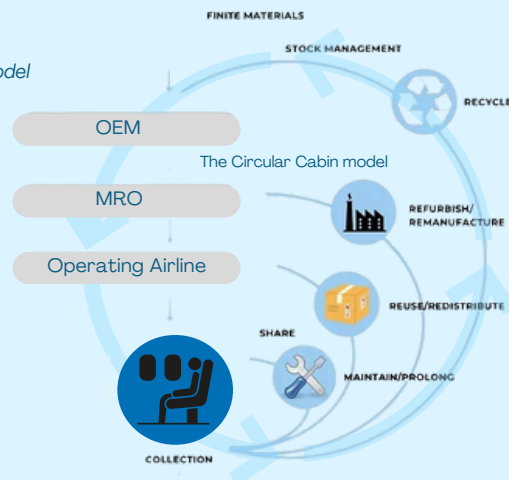 FINITE MATERIALS
STOCK MANAGEMENT
RECYCLE
OEM
The Circular Cabin model
MRO
REFURBISH/
REMANUFACTURE
Operating Airline
REUSE/REDISTRIBUTE
SHARE
MAINTAIN/PROLONG
COLLECTION